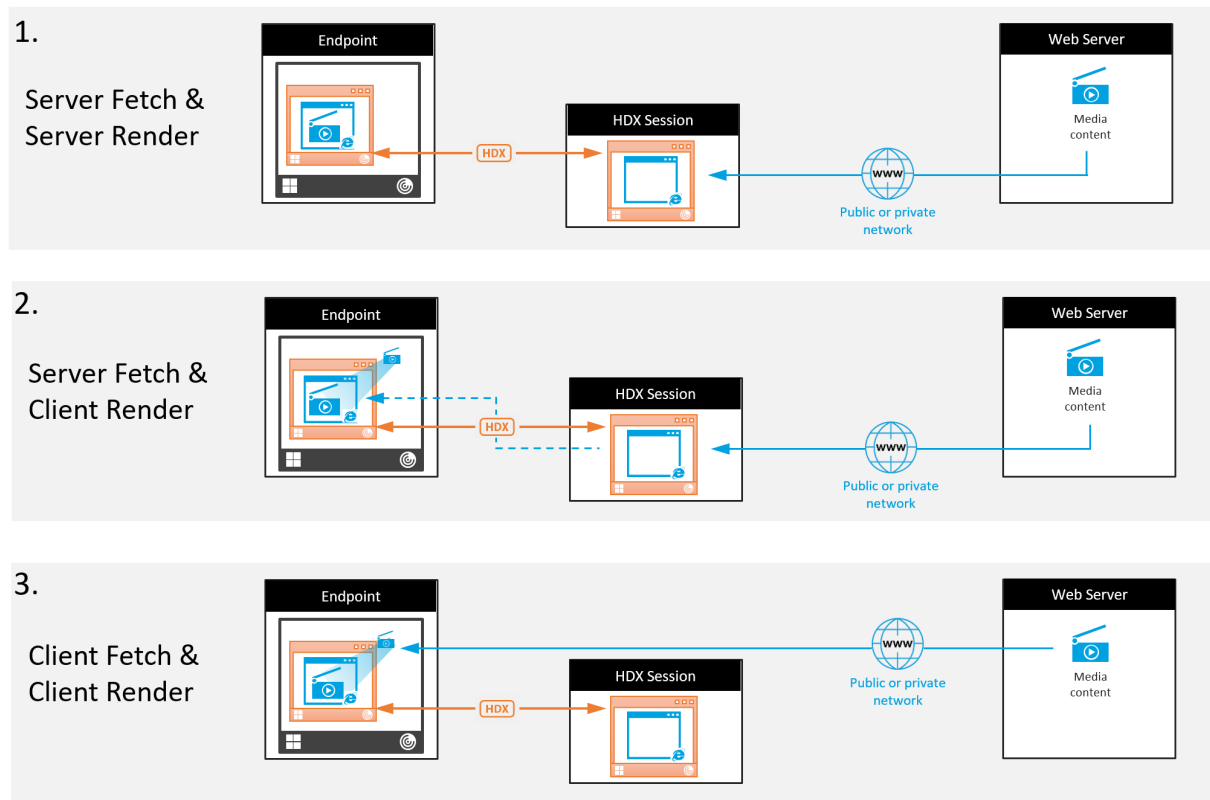 1.
Server Fetch &
Server Render
Endpoint
HDX
HDX Session
www
Public or private
network
Web Server
Media
content
2.
Server Fetch &
Client Render
Endpoint
HDX
HDX Session
www
Public or private
network
Web Server
Media
content
3.
Client Fetch &
Client Render
Endpoint
HDX
HDX Session
www
Public or private
network
Web Server
Media
content